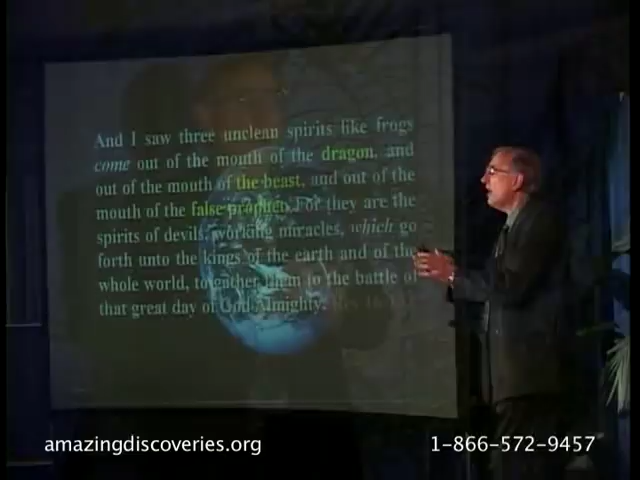 And I saw three unclean spirits like frogs
come out of the mouth of the dragon, and
out of the mouth of the beast, and out of the
mouth of the false prophet. For they are the
spirits of devils, working miracles, which go
forth unto the kings of the earth and of the
whole world, to gather them to the battle of
that great day of God Almighty.
amazingdiscoveries.org
1-866-572-9457